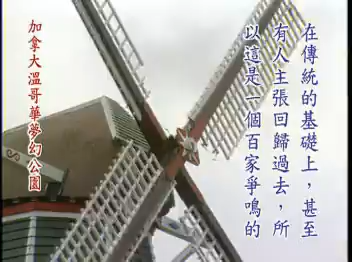 在傳統的基礎上，甚至
有人主張回歸過去，所
以這是一個百家爭鳴的
加拿大溫哥華夢幻公園